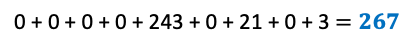 0 + 0 + 0 + 0 + 243 + 0 + 21 + 0 + 3 = 267